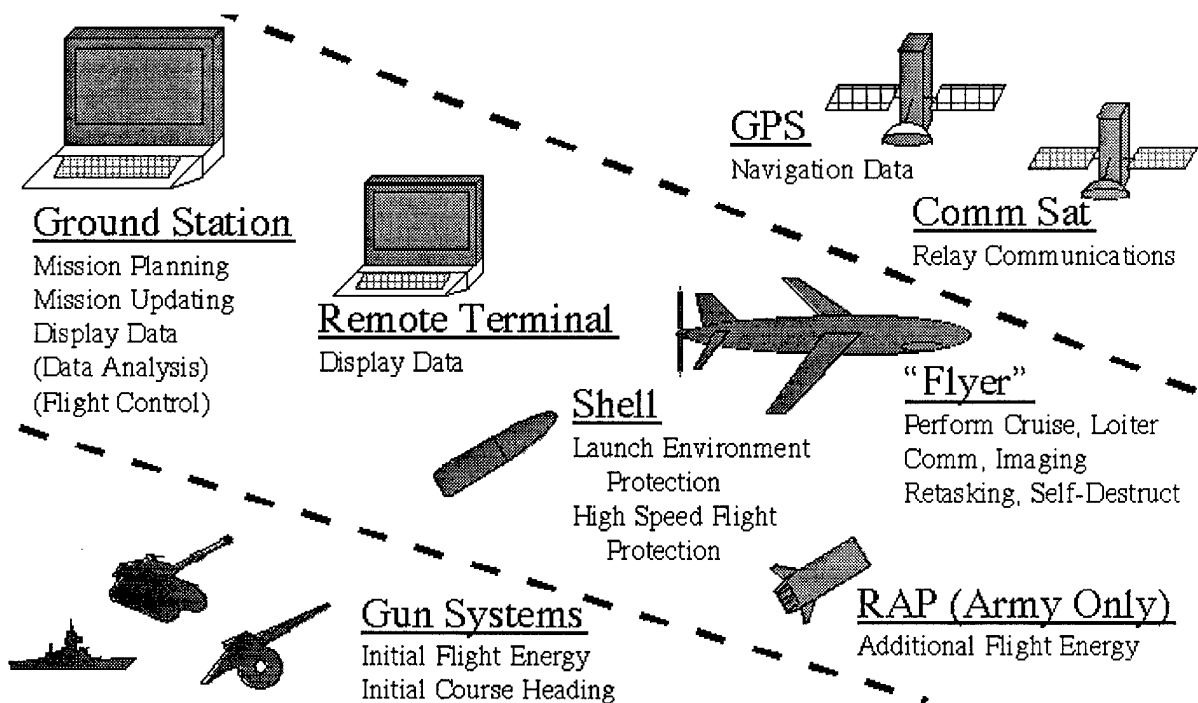 GPS
Navigation Data
Comm Sat
Relay Communications
Ground Station
Mission Planning
Mission Updating
Display Data
(Data Analysis)
(Flight Control)
Remote Terminal
Display Data
"Flyer"
Perform Cruise, Loiter
Comm, Imaging
Retasking, Self-Destruct
Shell
Launch Environment
Protection
High Speed Flight
Protection
Gun Systems
Initial Flight Energy
Initial Course Heading
RAP (Army Only)
Additional Flight Energy